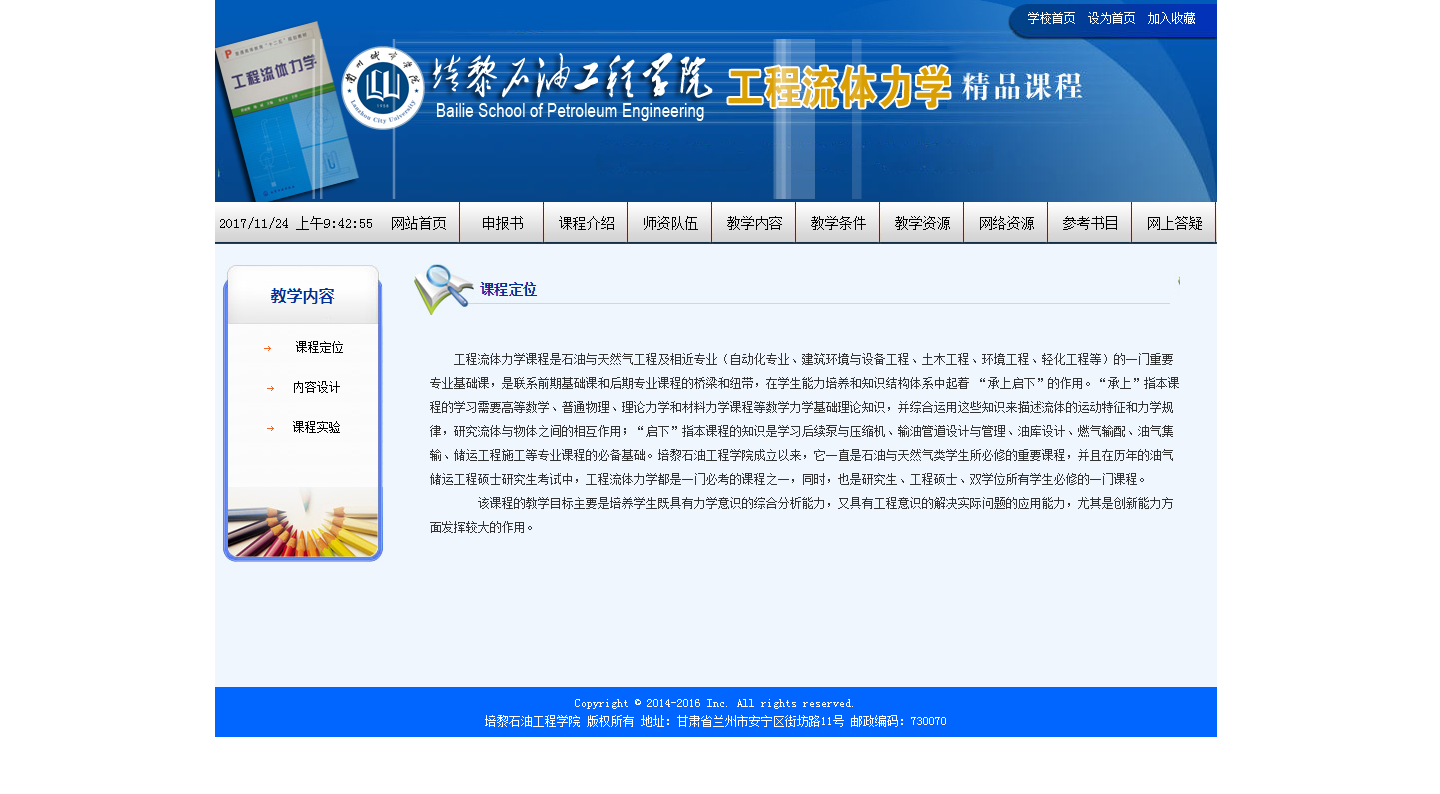 学校首页 设为首页 加入收藏
工程流体力学
兰州城市学院
Lanzhou City University
培黎石油工程学院
Bailie School of Petroleum Engineering
工程流体力学 精品课程
2017/11/24 上午9:42:55 网站首页 申报书 课程介绍 师资队伍 教学内容 教学条件 教学资源 网络资源 参考书目 网上答疑
教学内容
课程定位
内容设计
课程实验
课程定位
工程流体力学课程是石油与天然气工程及相近专业（自动化专业、建筑环境与设备工程、土木工程、环境工程、轻化工程等）的一门重要
专业基础课，是联系前期基础课和后期专业课程的桥梁和纽带，在学生能力培养和知识结构体系中起着 “承上启下”的作用。“承上”指本课
程的学习需要高等数学、普通物理、理论力学和材料力学课程等数学力学基础理论知识，并综合运用这些知识来描述流体的运动特征和力学规
律，研究流体与物体之间的相互作用；“启下”指本课程的知识是学习后续泵与压缩机、输油管道设计与管理、油库设计、燃气输配、油气集
输、储运工程施工等专业课程的必备基础。培黎石油工程学院成立以来，它一直是石油与天然气类学生所必修的重要课程，并且在历年的油气
储运工程硕士研究生考试中，工程流体力学都是一门必考的课程之一，同时，也是研究生、工程硕士、双学位所有学生必修的一门课程。
该课程的教学目标主要是培养学生既具有力学意识的综合分析能力，又具有工程意识的解决实际问题的应用能力，尤其是创新能力方
面发挥较大的作用。
Copyright © 2014-2016 Inc. All rights reserved.
培黎石油工程学院 版权所有 地址：甘肃省兰州市安宁区街坊路11号 邮政编码：730070